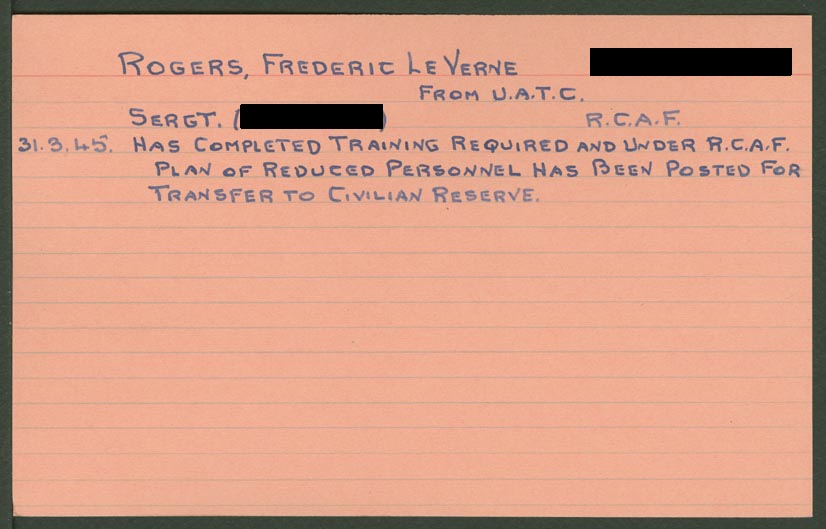 ROGERS, FREDERIC LE VERNE
FROM U.A.T.C.
SERGT. ( ) R.C.A.F.
31.3.45. HAS COMPLETED TRAINING REQUIRED AND UNDER R.C.A.F.
PLAN OF REDUCED PERSONNEL HAS BEEN POSTED FOR
TRANSFER TO CIVILIAN RESERVE.